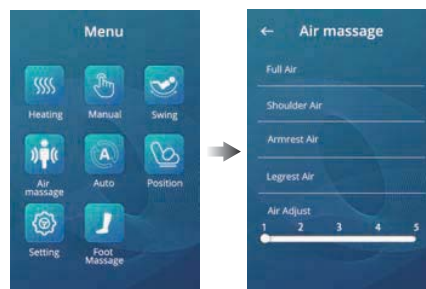 Menu
Heating Manual Swing
Air massage
A
Auto Position
Setting Foot Massage
← Air massage
Full Air
Shoulder Air
Armrest Air
Legrest Air
Air Adjust
1 2 3 4 5